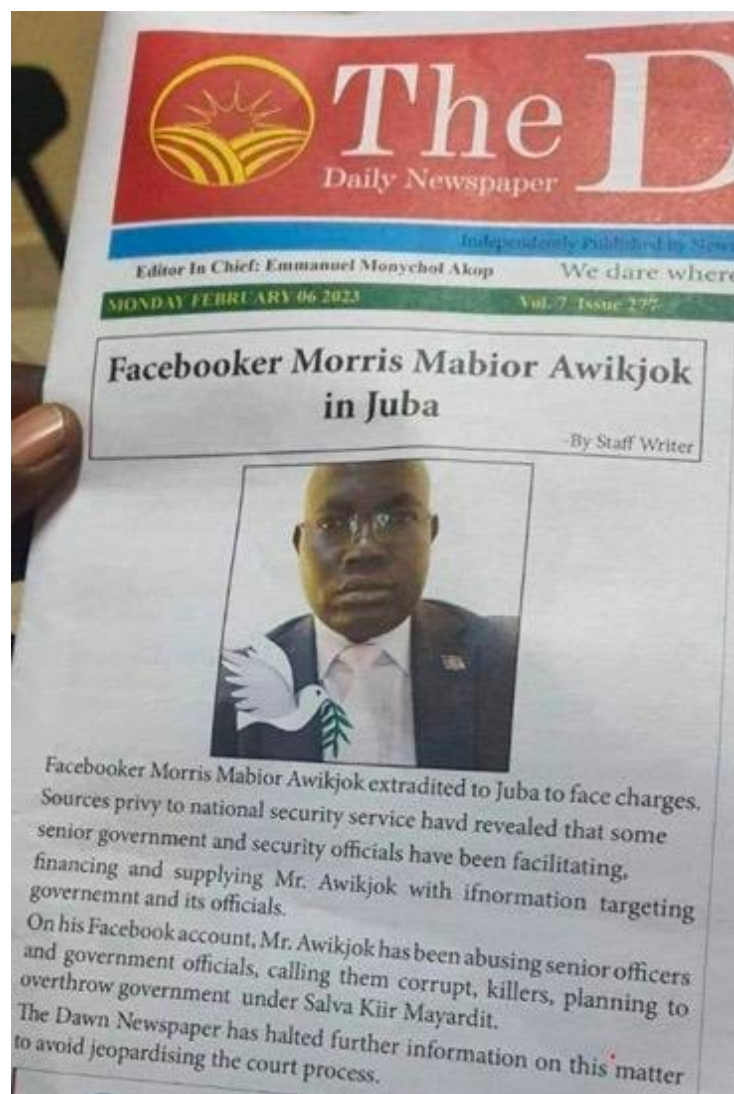 The D
Daily Newspaper
Independently Published by New
Editor In Chief: Emmanuel Monychol Akop
We dare where
MONDAY FEBRUARY 06 2023
Vol. 7 Issue 277
Facebooker Morris Mabior Awikjok
in Juba
-By Staff Writer
Facebooker Morris Mabior Awikjok extradited to Juba to face charges.
Sources privy to national security service havd revealed that some
senior government and security officials have been facilitating,
financing and supplying Mr. Awikjok with ifnormation targeting
governemnt and its officials.
On his Facebook account, Mr. Awikjok has been abusing senior officers
and government officials, calling them corrupt, killers, planning to
overthrow government under Salva Kiir Mayardit.
The Dawn Newspaper has halted further information on this matter
to avoid jeopardising the court process.